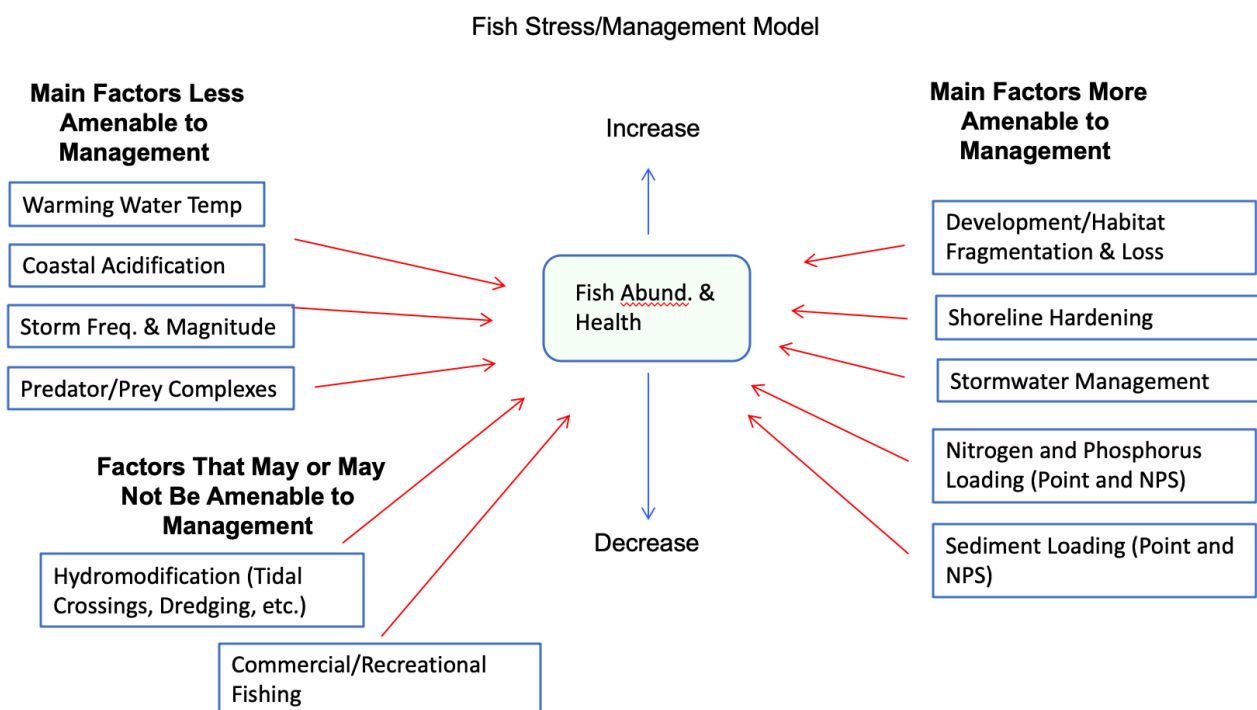 Fish Stress/Management Model
Main Factors Less
Amenable to
Management
Warming Water Temp
Coastal Acidification
Storm Freq. & Magnitude
Predator/Prey Complexes
Factors That May or May
Not Be Amenable to
Management
Hydromodification (Tidal
Crossings, Dredging, etc.)
Commercial/Recreational
Fishing
Increase
Fish Abund. &
Health
Decrease
Main Factors More
Amenable to
Management
Development/Habitat
Fragmentation & Loss
Shoreline Hardening
Stormwater Management
Nitrogen and Phosphorus
Loading (Point and NPS)
Sediment Loading (Point and
NPS)